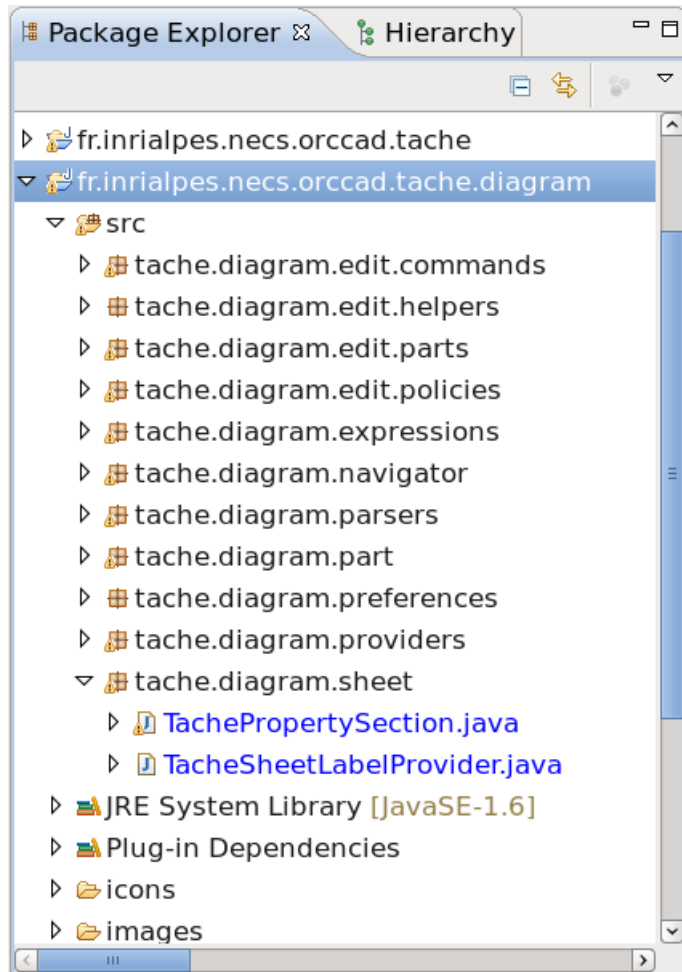 Package Explorer Hierarchy
fr.inrialpes.necs.orccad.tache
fr.inrialpes.necs.orccad.tache.diagram
src
tache.diagram.edit.commands
tache.diagram.edit.helpers
tache.diagram.edit.parts
tache.diagram.edit.policies
tache.diagram.expressions
tache.diagram.navigator
tache.diagram.parsers
tache.diagram.part
tache.diagram.preferences
tache.diagram.providers
tache.diagram.sheet
TachePropertySection.java
TacheSheetLabelProvider.java
JRE System Library [JavaSE-1.6]
Plug-in Dependencies
icons
images